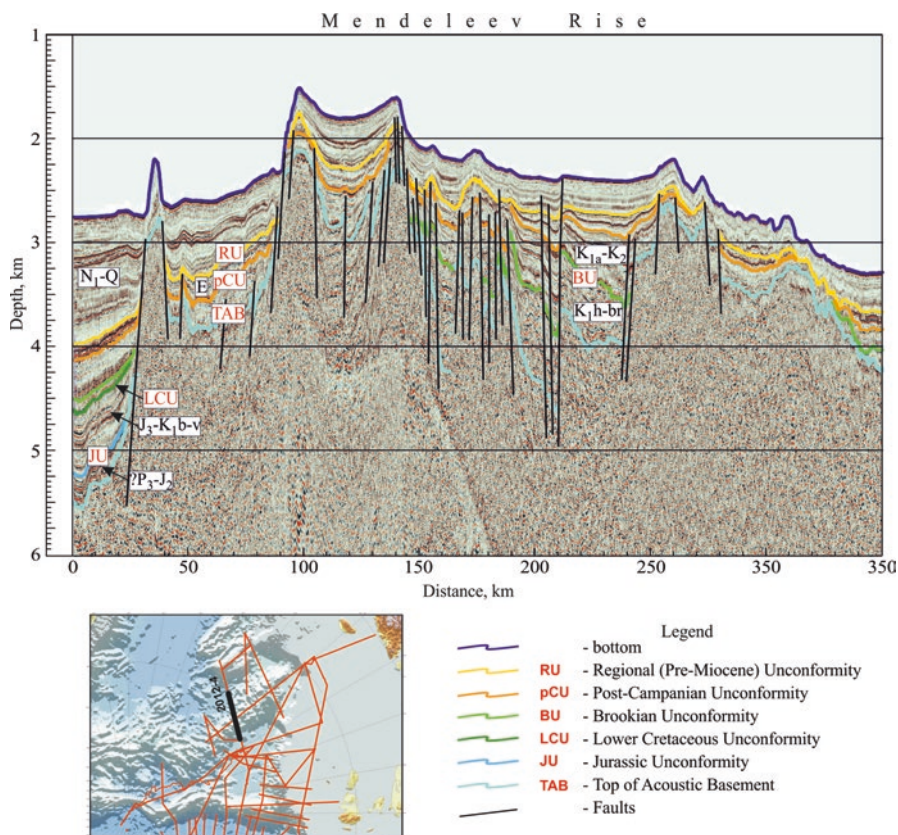 Mendeleev Rise
1
2
3
4
5
6
Depth, km
RU
E
pCU
TAB
N₁-Q
K₁a-K₂
BU
K₁h-br
LCU
J₃-K₁b-v
JU
?P₃-J₂
0 50 100 150 200 250 300 350 350
Distance, km
2012-4
Legend
- bottom
RU - Regional (Pre-Miocene) Unconformity
pCU - Post-Campanian Unconformity
BU - Brookian Unconformity
LCU - Lower Cretaceous Unconformity
JU - Jurassic Unconformity
TAB - Top of Acoustic Basement
- Faults